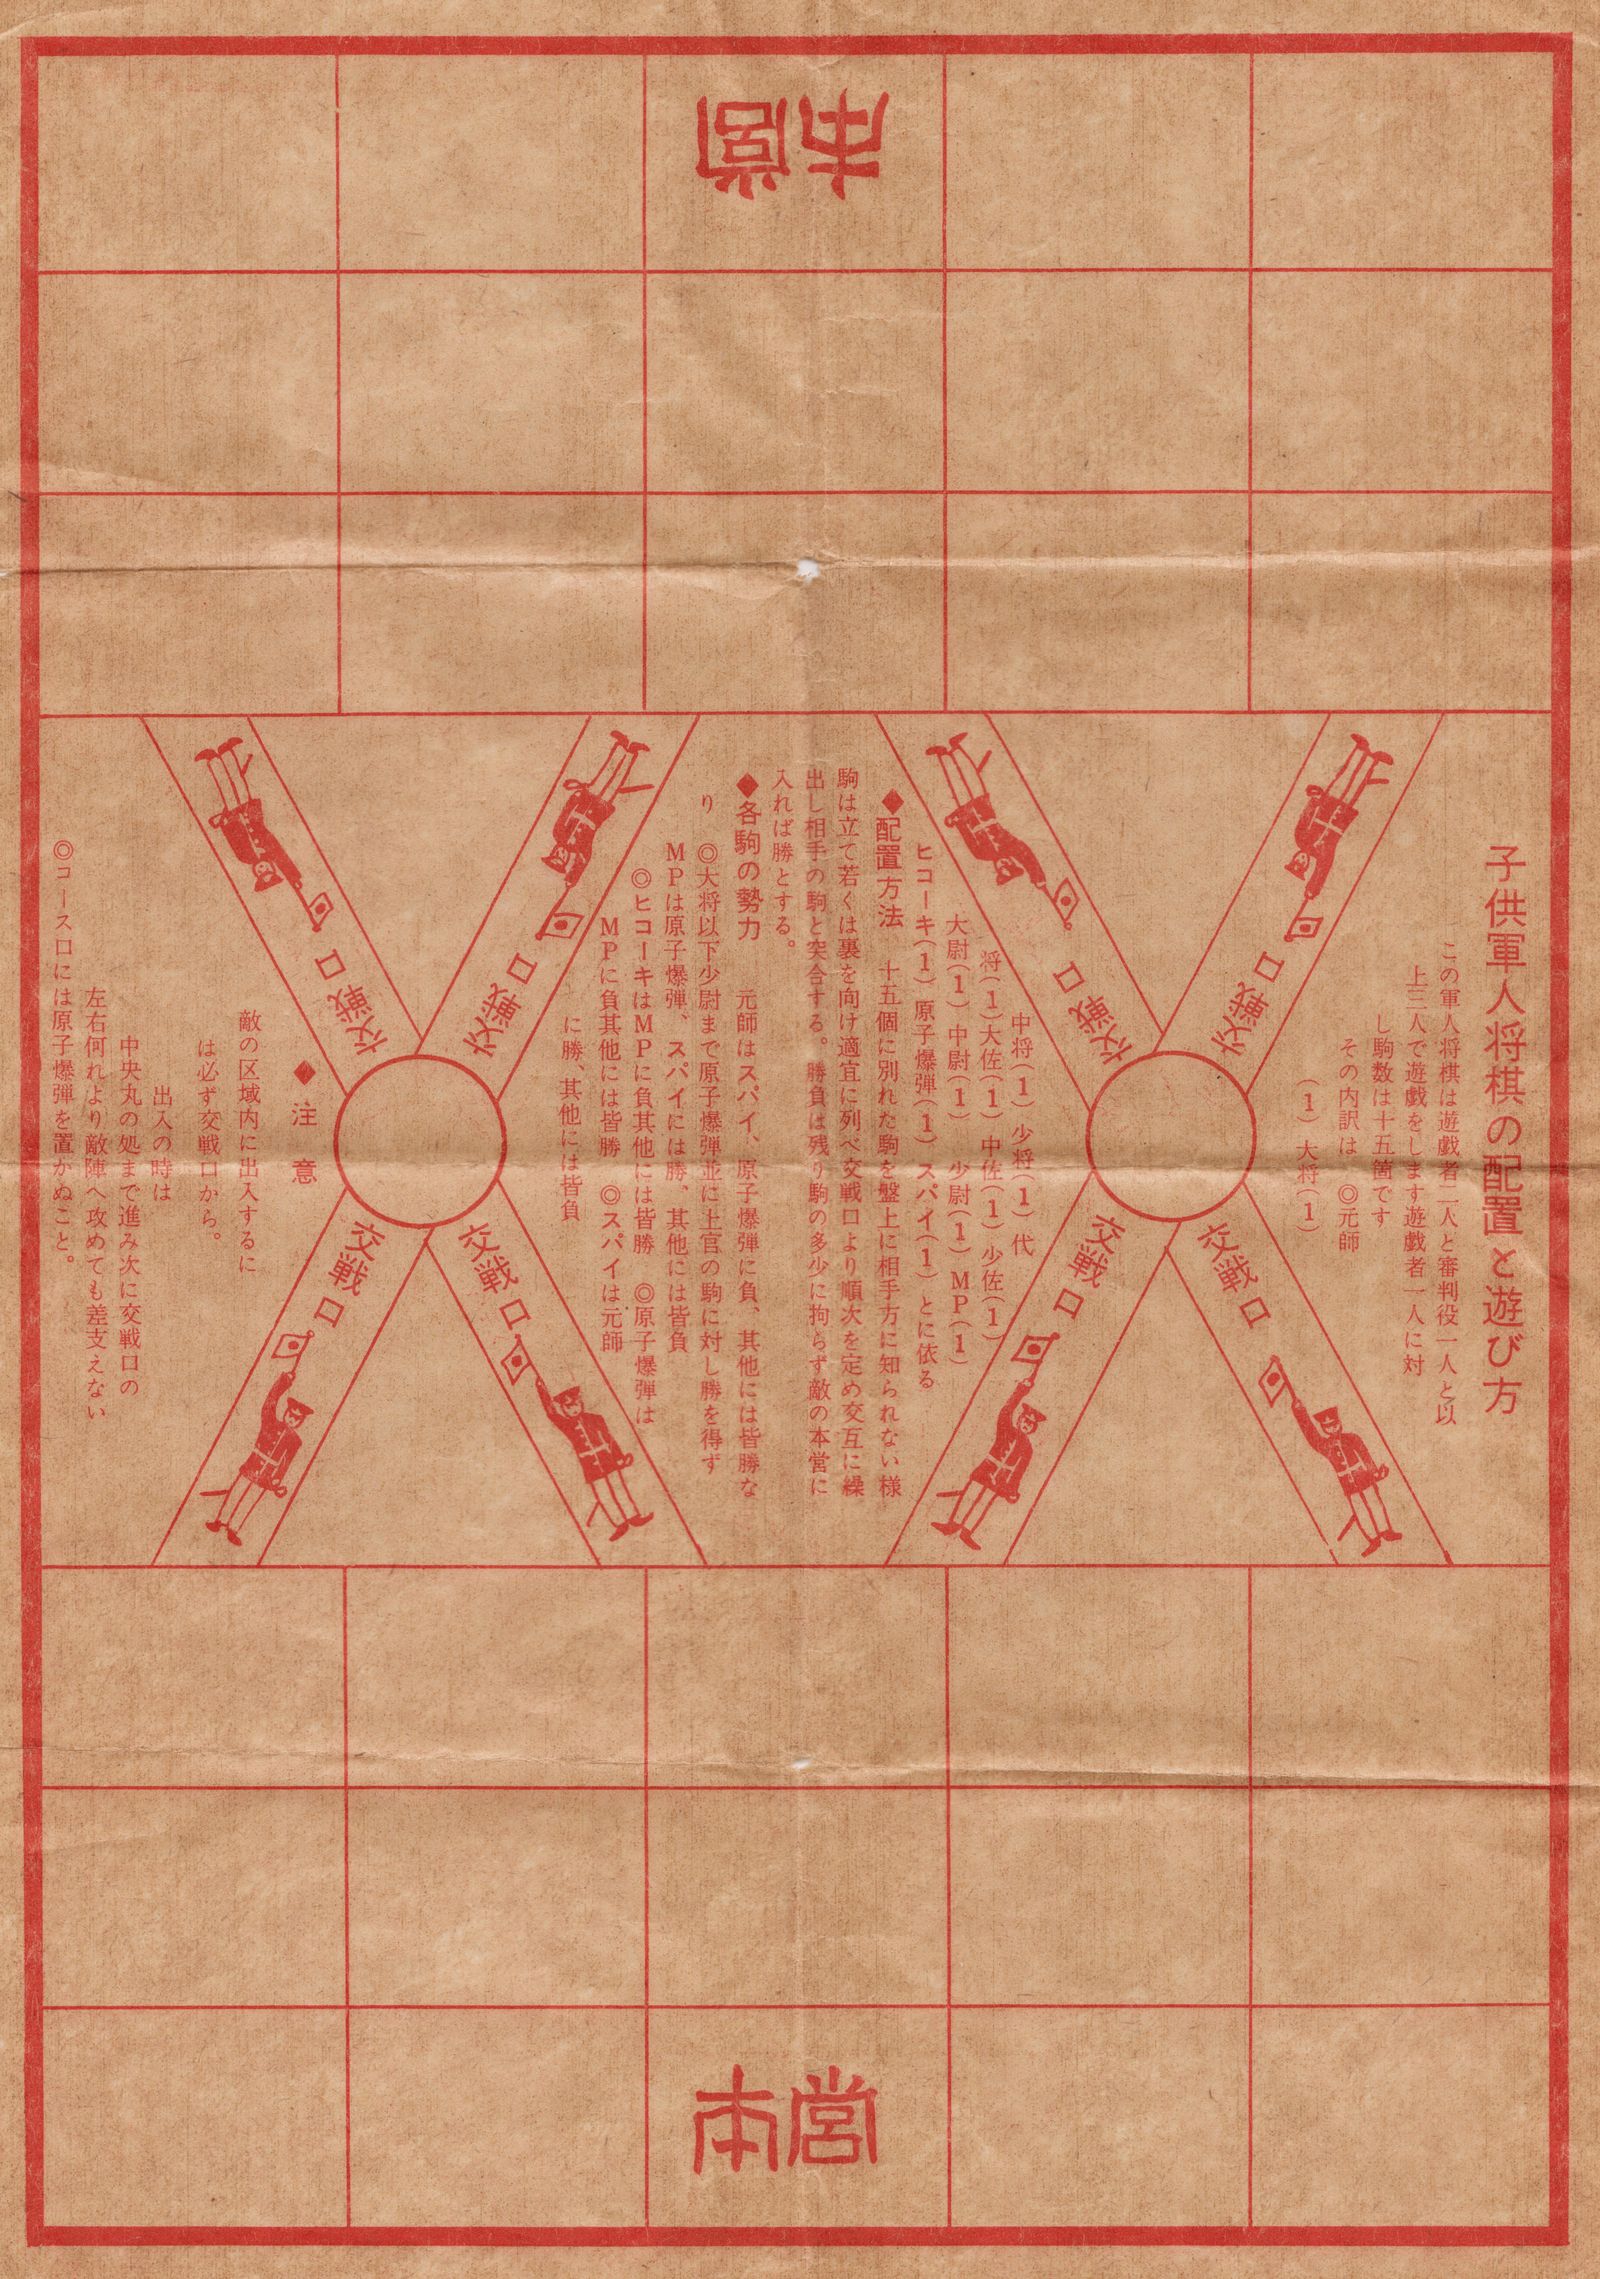 本営
子供軍人将棋の配置と遊び方
この軍人将棋は遊戯者二人と審判役一人と以
上三人で遊戯をします遊戯者一人に対
し駒数は十五箇です
その内訳は ◎元師
(1) 大将(1)
中将(1)少将(1)代
将(1)大佐(1)中佐(1)少佐(1)
大尉(1) 中尉(1) 少尉(1) MP(1)
ヒコーキ(1) 原子爆弾(1) スパイ(1) とに依る
◆配置方法 十五個に別れた駒を盤上に相手方に知られない様
駒は立て若くは裏を向け適宜に列べ交戦口より順次を定め交互に繰
出し相手の駒と突合する。勝負は残り駒の多少に拘らず敵の本営に
入れば勝とする。
◆各駒の勢力 元師はスパイ、原子爆弾に負、其他には皆勝な
り ◎大将以下少尉まで原子爆弾並に上官の駒に対し勝を得ず
MPは原子爆弾、スパイには勝、其他には皆負
◎ヒコーキはMPに負其他には皆勝 ◎原子爆弾は
MPに負其他には皆勝 ◎スパイは元師
に勝、其他には皆負
◆注意
敵の区域内に出入するに
は必ず交戦口から。
出入の時は
中央丸の処まで進み次に交戦口の
左右何れより敵陣へ攻めても差支えない
◎コース口には原子爆弾を置かぬこと。
交戦口
交戦口
交戦口
交戦口
交戦口
交戦口
交戦口
交戦口
本営